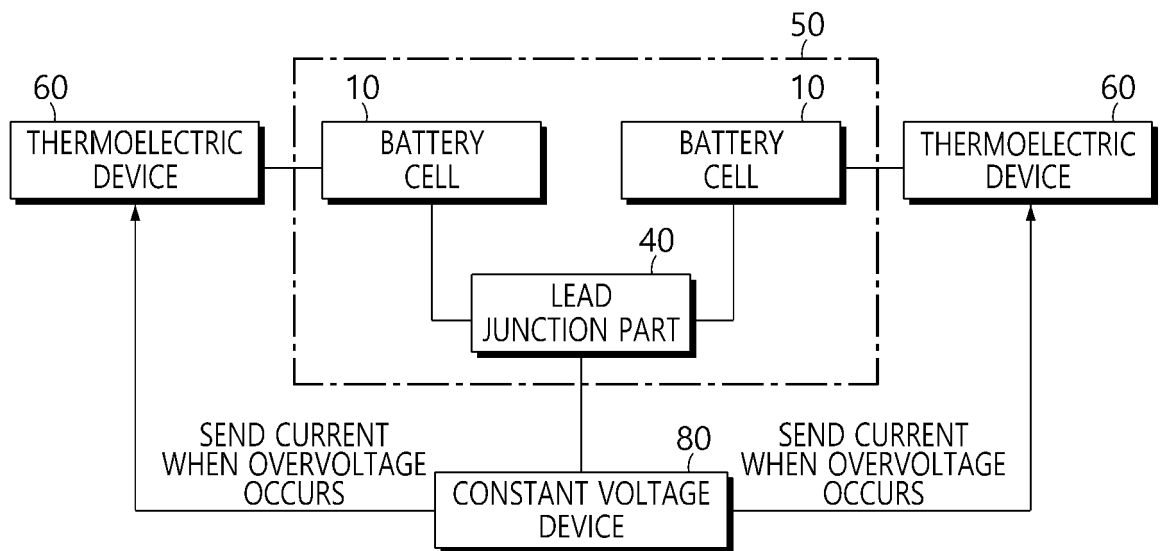 50
60
10
10
60
THERMOELECTRIC
DEVICE
BATTERY
CELL
BATTERY
CELL
THERMOELECTRIC
DEVICE
40
LEAD
JUNCTION PART
SEND CURRENT
WHEN OVERVOLTAGE
OCCURS
80
SEND CURRENT
WHEN OVERVOLTAGE
OCCURS
CONSTANT VOLTAGE
DEVICE